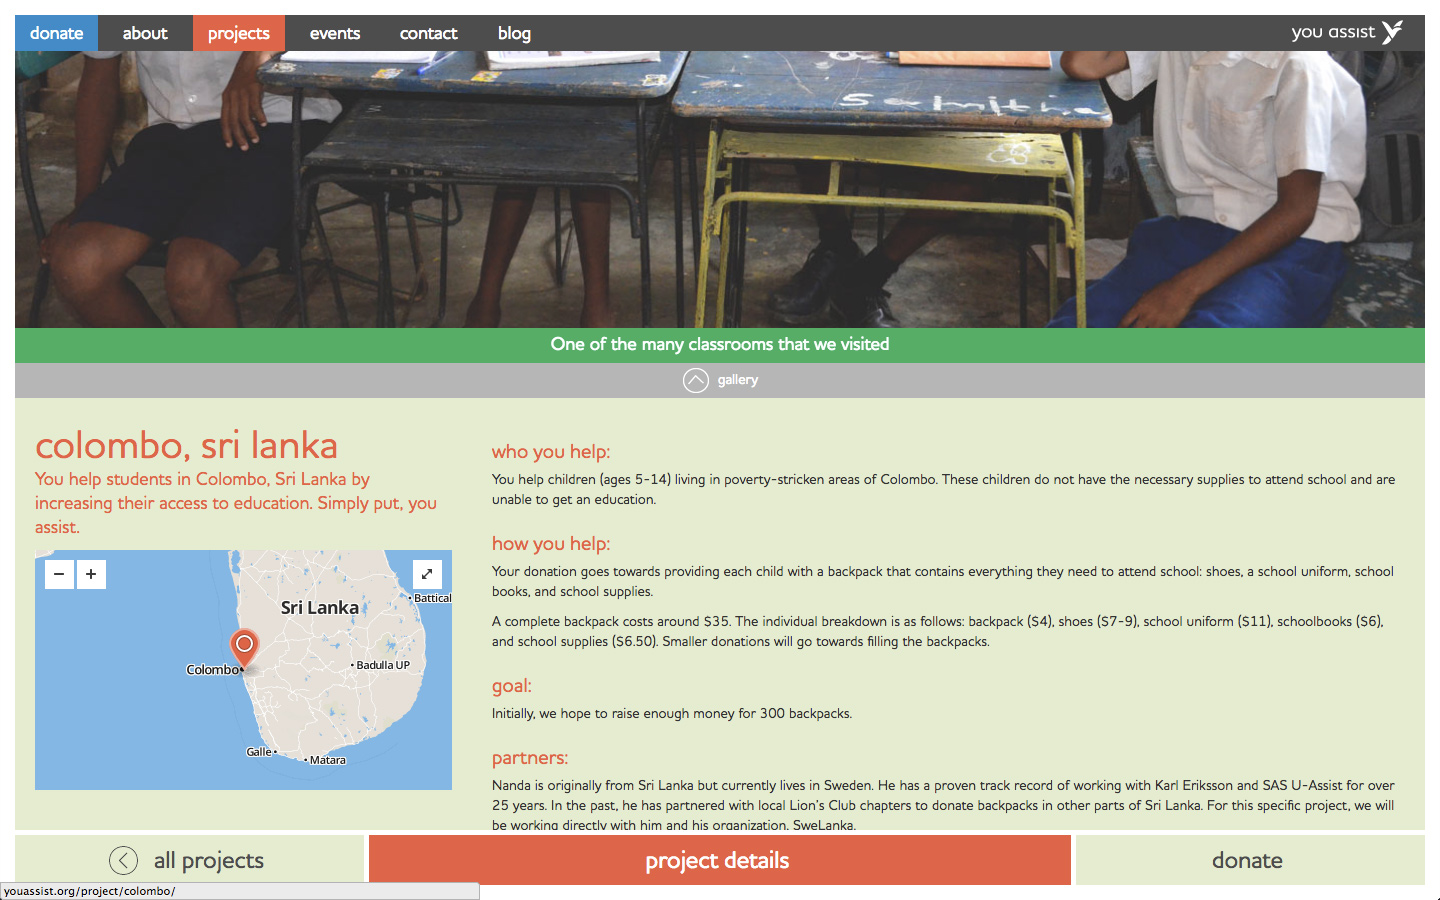 donate about projects events contact blog you assist
Samitha
One of the many classrooms that we visited
gallery
colombo, sri lanka
You help students in Colombo, Sri Lanka by
increasing their access to education. Simply put, you
assist.
− +
Sri Lanka
Battical
Badulla UP
Colombo
Galle
Matara
who you help:
You help children (ages 5-14) living in poverty-stricken areas of Colombo. These children do not have the necessary supplies to attend school and are
unable to get an education.
how you help:
Your donation goes towards providing each child with a backpack that contains everything they need to attend school: shoes, a school uniform, school
books, and school supplies.
A complete backpack costs around $35. The individual breakdown is as follows: backpack ($4), shoes ($7-9), school uniform ($11), schoolbooks ($6),
and school supplies ($6.50). Smaller donations will go towards filling the backpacks.
goal:
Initially, we hope to raise enough money for 300 backpacks.
partners:
Nanda is originally from Sri Lanka but currently lives in Sweden. He has a proven track record of working with Karl Eriksson and SAS U-Assist for over
25 years. In the past, he has partnered with local Lion's Club chapters to donate backpacks in other parts of Sri Lanka. For this specific project, we will
be working directly with him and his organization, SweLanka.
all projects
project details
donate
youassist.org/project/colombo/